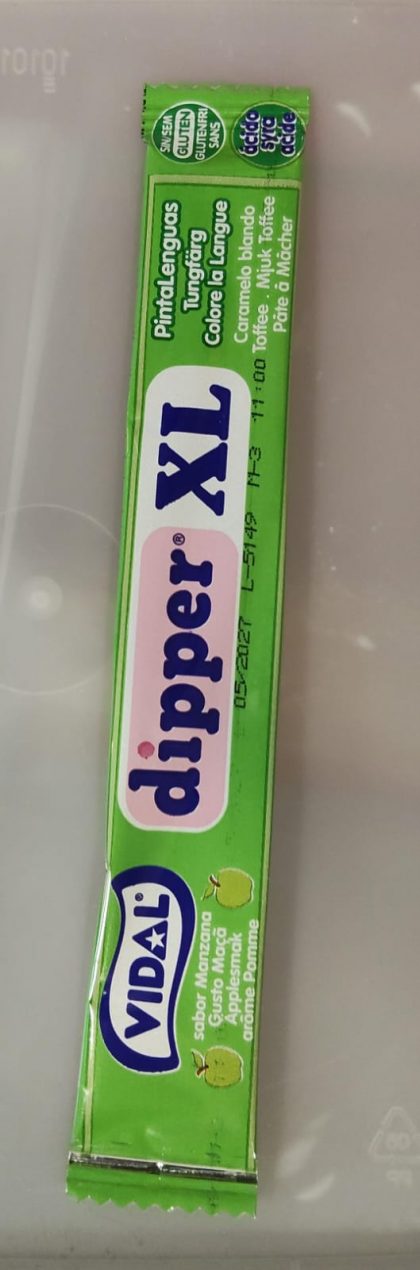 VIDAL®
sabor Manzana
Gusto Maçã
Äpplesmak
arôme Pomme
dipper® XL
05/2027 L-5149 M-3 11:00
PintaLenguas
Tungfärg
Colore la Langue
Caramelo blando
Toffee . Mjuk Toffee
Pâte à Mâcher
SIN/SEM
GLUTEN
GLUTENFRI
SANS
ácido
syra
acide